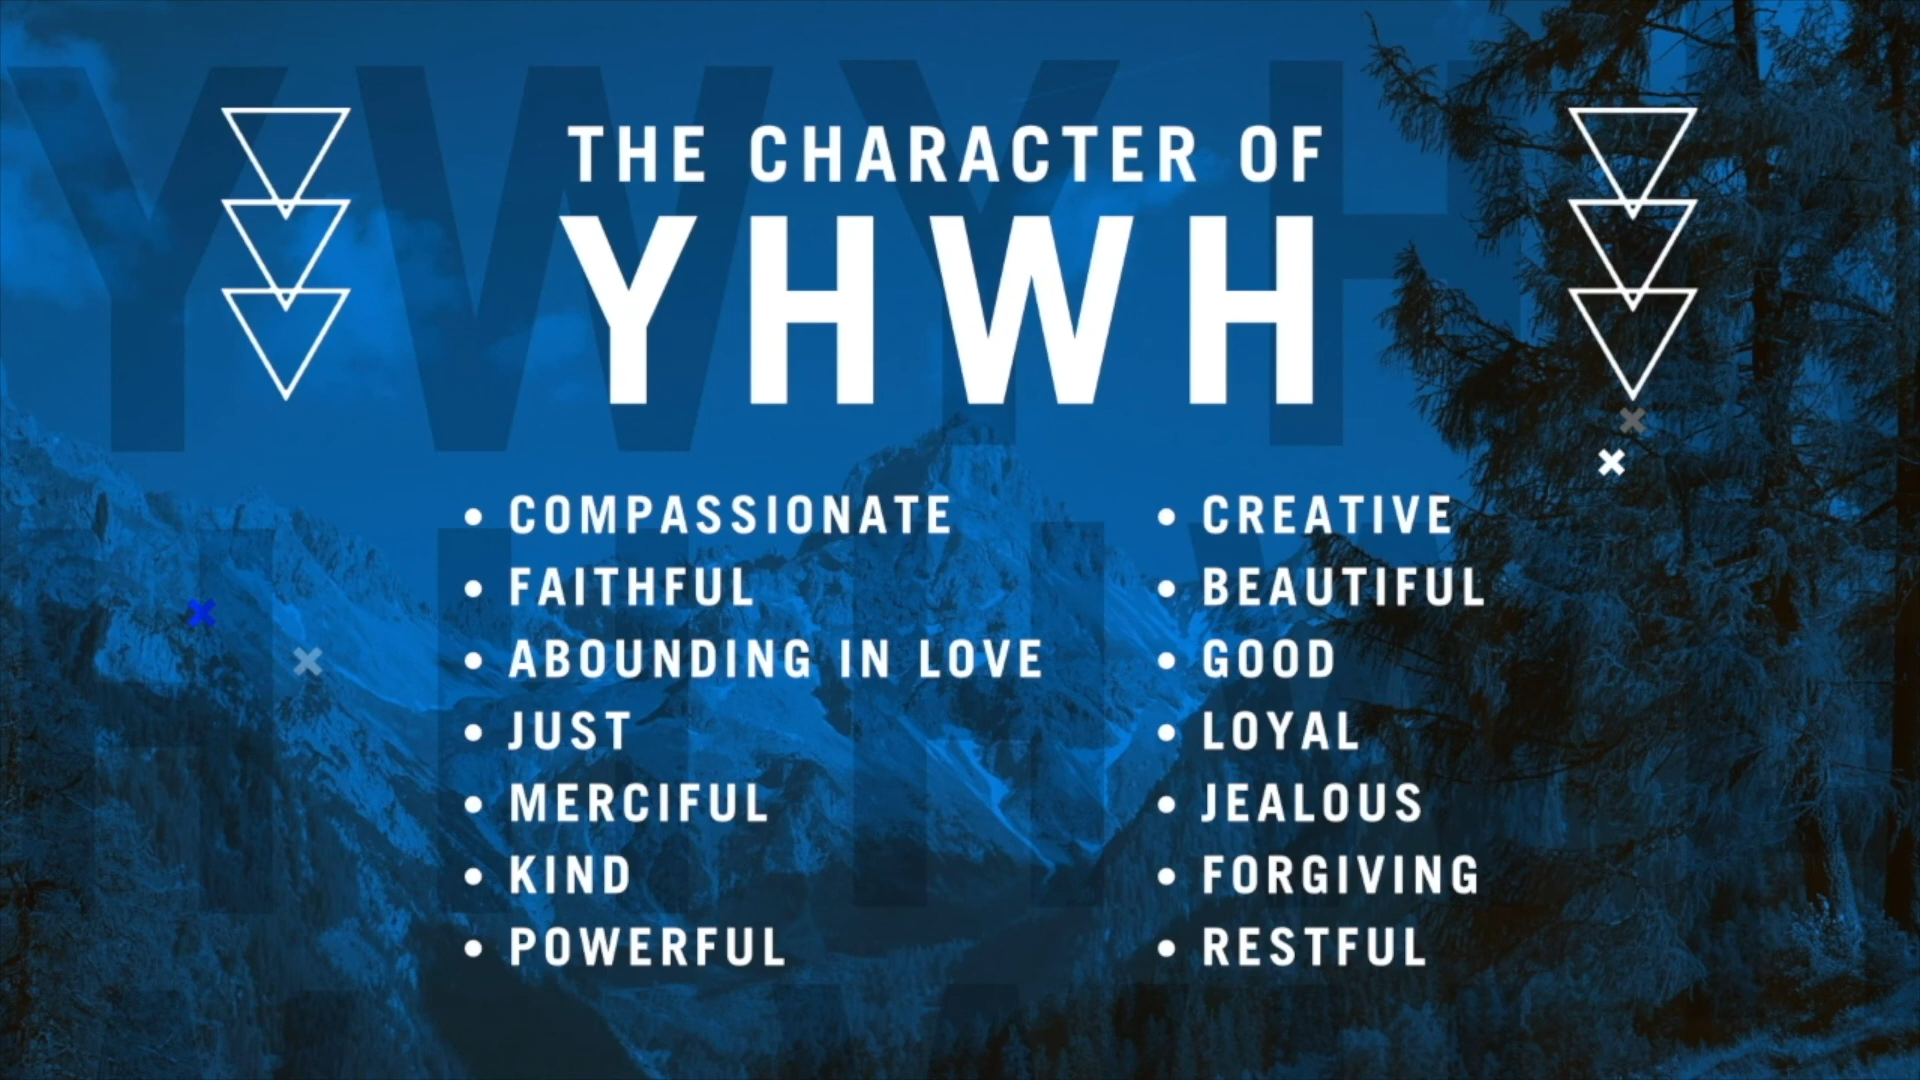 THE CHARACTER OF
YHWH
• COMPASSIONATE
• FAITHFUL
• ABOUNDING IN LOVE
• JUST
• MERCIFUL
• KIND
• POWERFUL
• CREATIVE
• BEAUTIFUL
• GOOD
• LOYAL
• JEALOUS
• FORGIVING
• RESTFUL